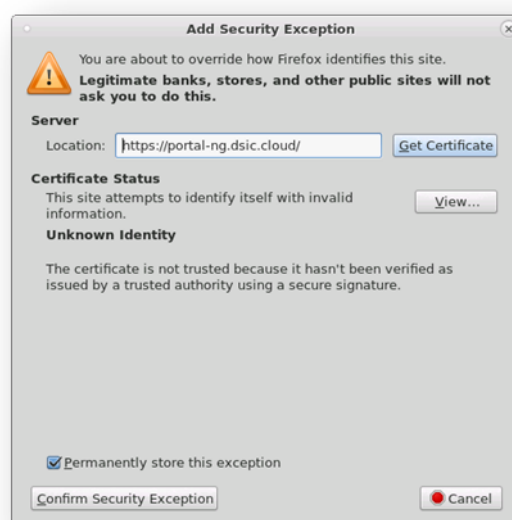 Add Security Exception
You are about to override how Firefox identifies this site.
Legitimate banks, stores, and other public sites will not
ask you to do this.
Server
Location: https://portal-ng.dsic.cloud/ Get Certificate
Certificate Status
This site attempts to identify itself with invalid
information.
View...
Unknown Identity
The certificate is not trusted because it hasn't been verified as
issued by a trusted authority using a secure signature.
Permanently store this exception
Confirm Security Exception Cancel